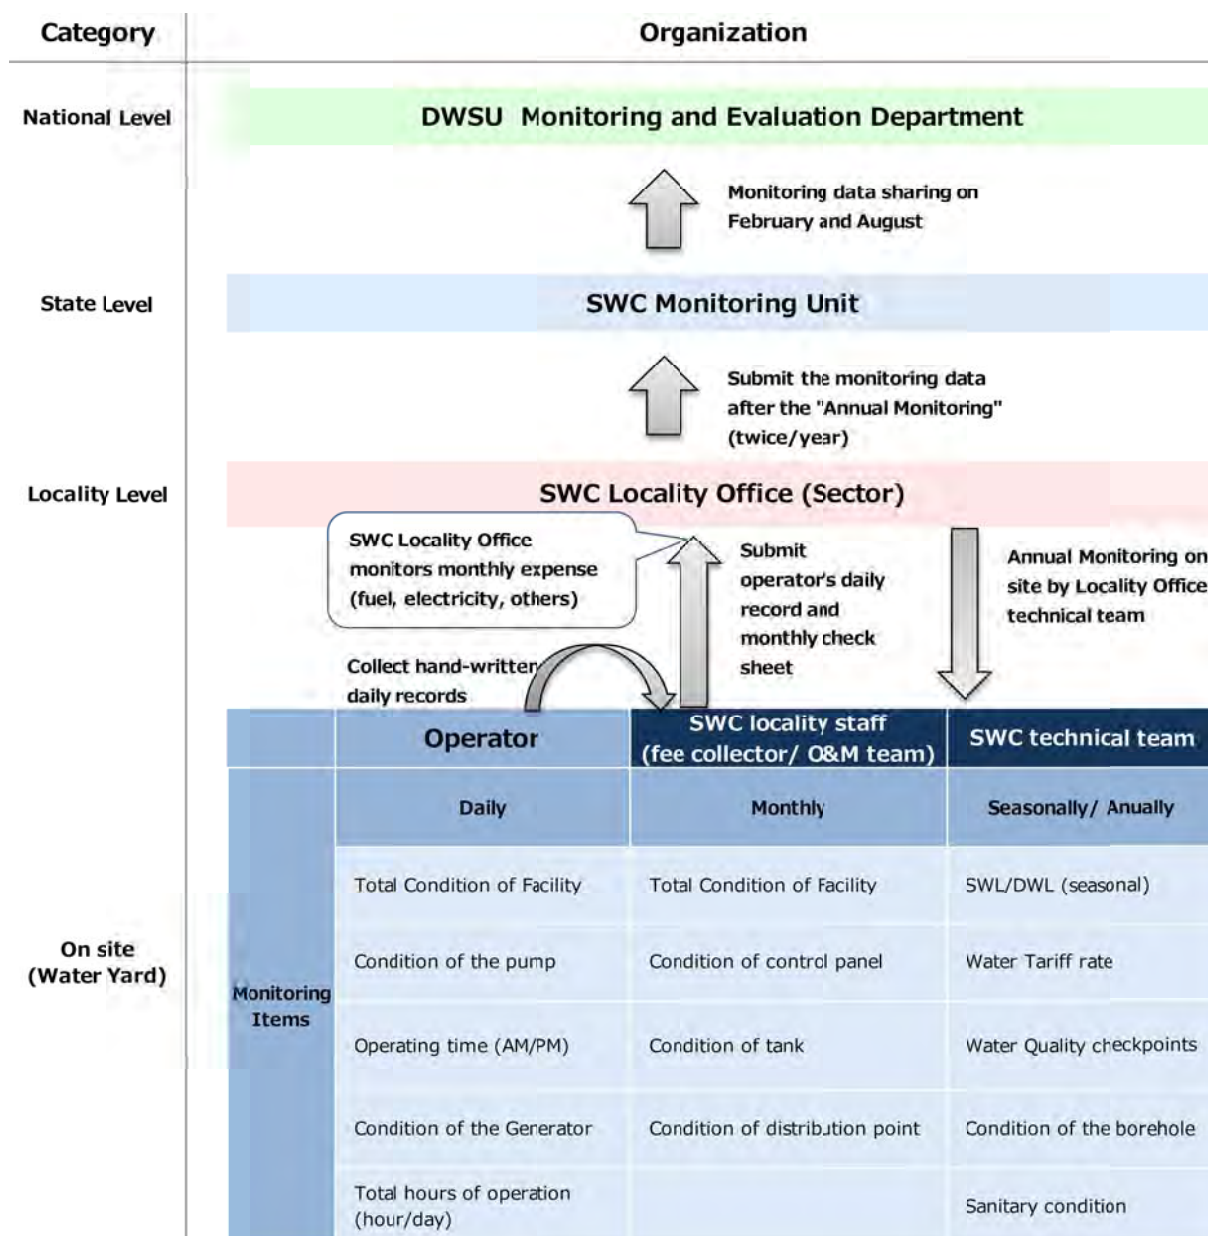 Category
Organization
National Level
DWSU Monitoring and Evaluation Department
Monitoring data sharing on
February and August
State Level
SWC Monitoring Unit
Submit the monitoring data
after the "Annual Monitoring"
(twice/year)
Locality Level
SWC Locality Office (Sector)
SWC Locality Office
monitors monthly expense
(fuel, electricity, others)
Submit
operator's daily
record and
monthly check
sheet
Annual Monitoring on
site by Locality Office
technical team
Collect hand-written
daily records
Operator
SWC locality staff
(fee collector/ O&M team)
SWC technical team
Daily
Monthly
Seasonally/ Anually
On site
(Water Yard)
Monitoring
Items
Total Condition of Facility
Total Condition of Facility
SWL/DWL (seasonal)
Condition of the pump
Condition of control panel
Water Tariff rate
Operating time (AM/PM)
Condition of tank
Water Quality checkpoints
Condition of the Gererator
Condition of distribution point
Condition of the borehole
Total hours of operation
(hour/day)
Sanitary condition